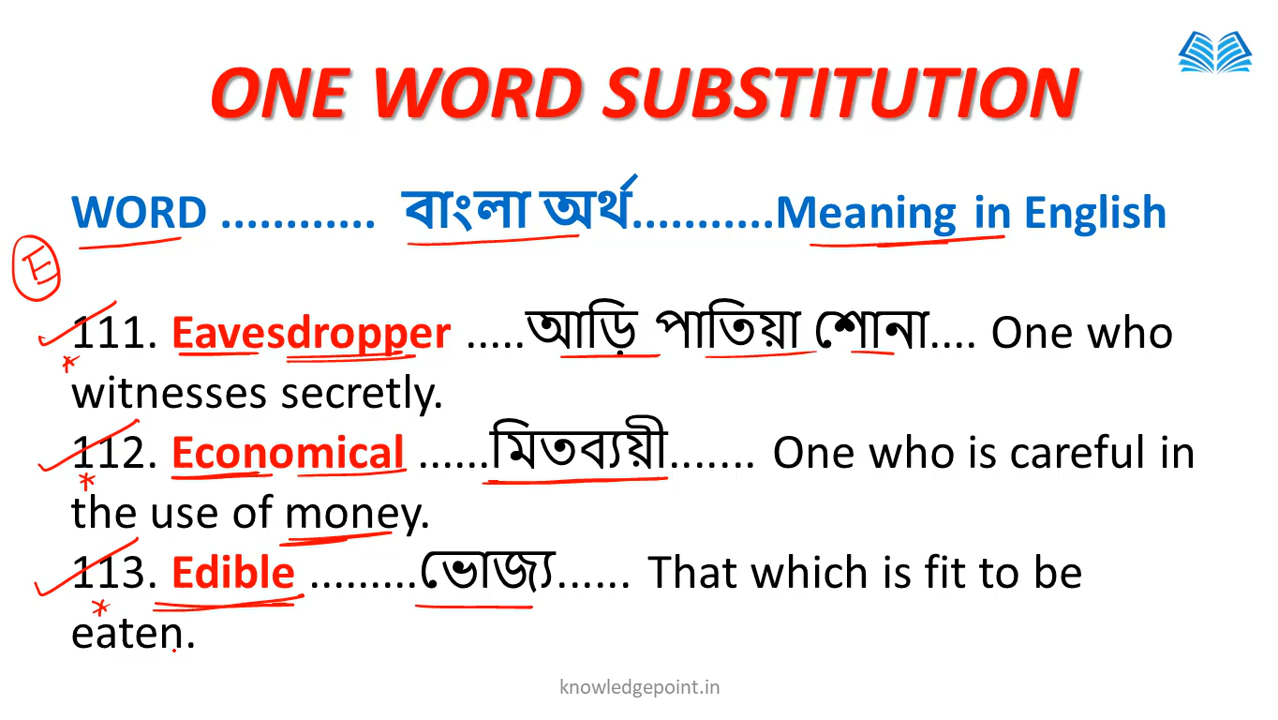 ONE WORD SUBSTITUTION
WORD ............ বাংলা অর্থ...........Meaning in English
E
111. Eavesdropper .....আড়ি পাতিয়া শোনা.... One who
witnesses secretly.
112. Economical ......মিতব্যয়ী....... One who is careful in
the use of money.
113. Edible .........ভোজ্য...... That which is fit to be
eaten.
knowledgepoint.in